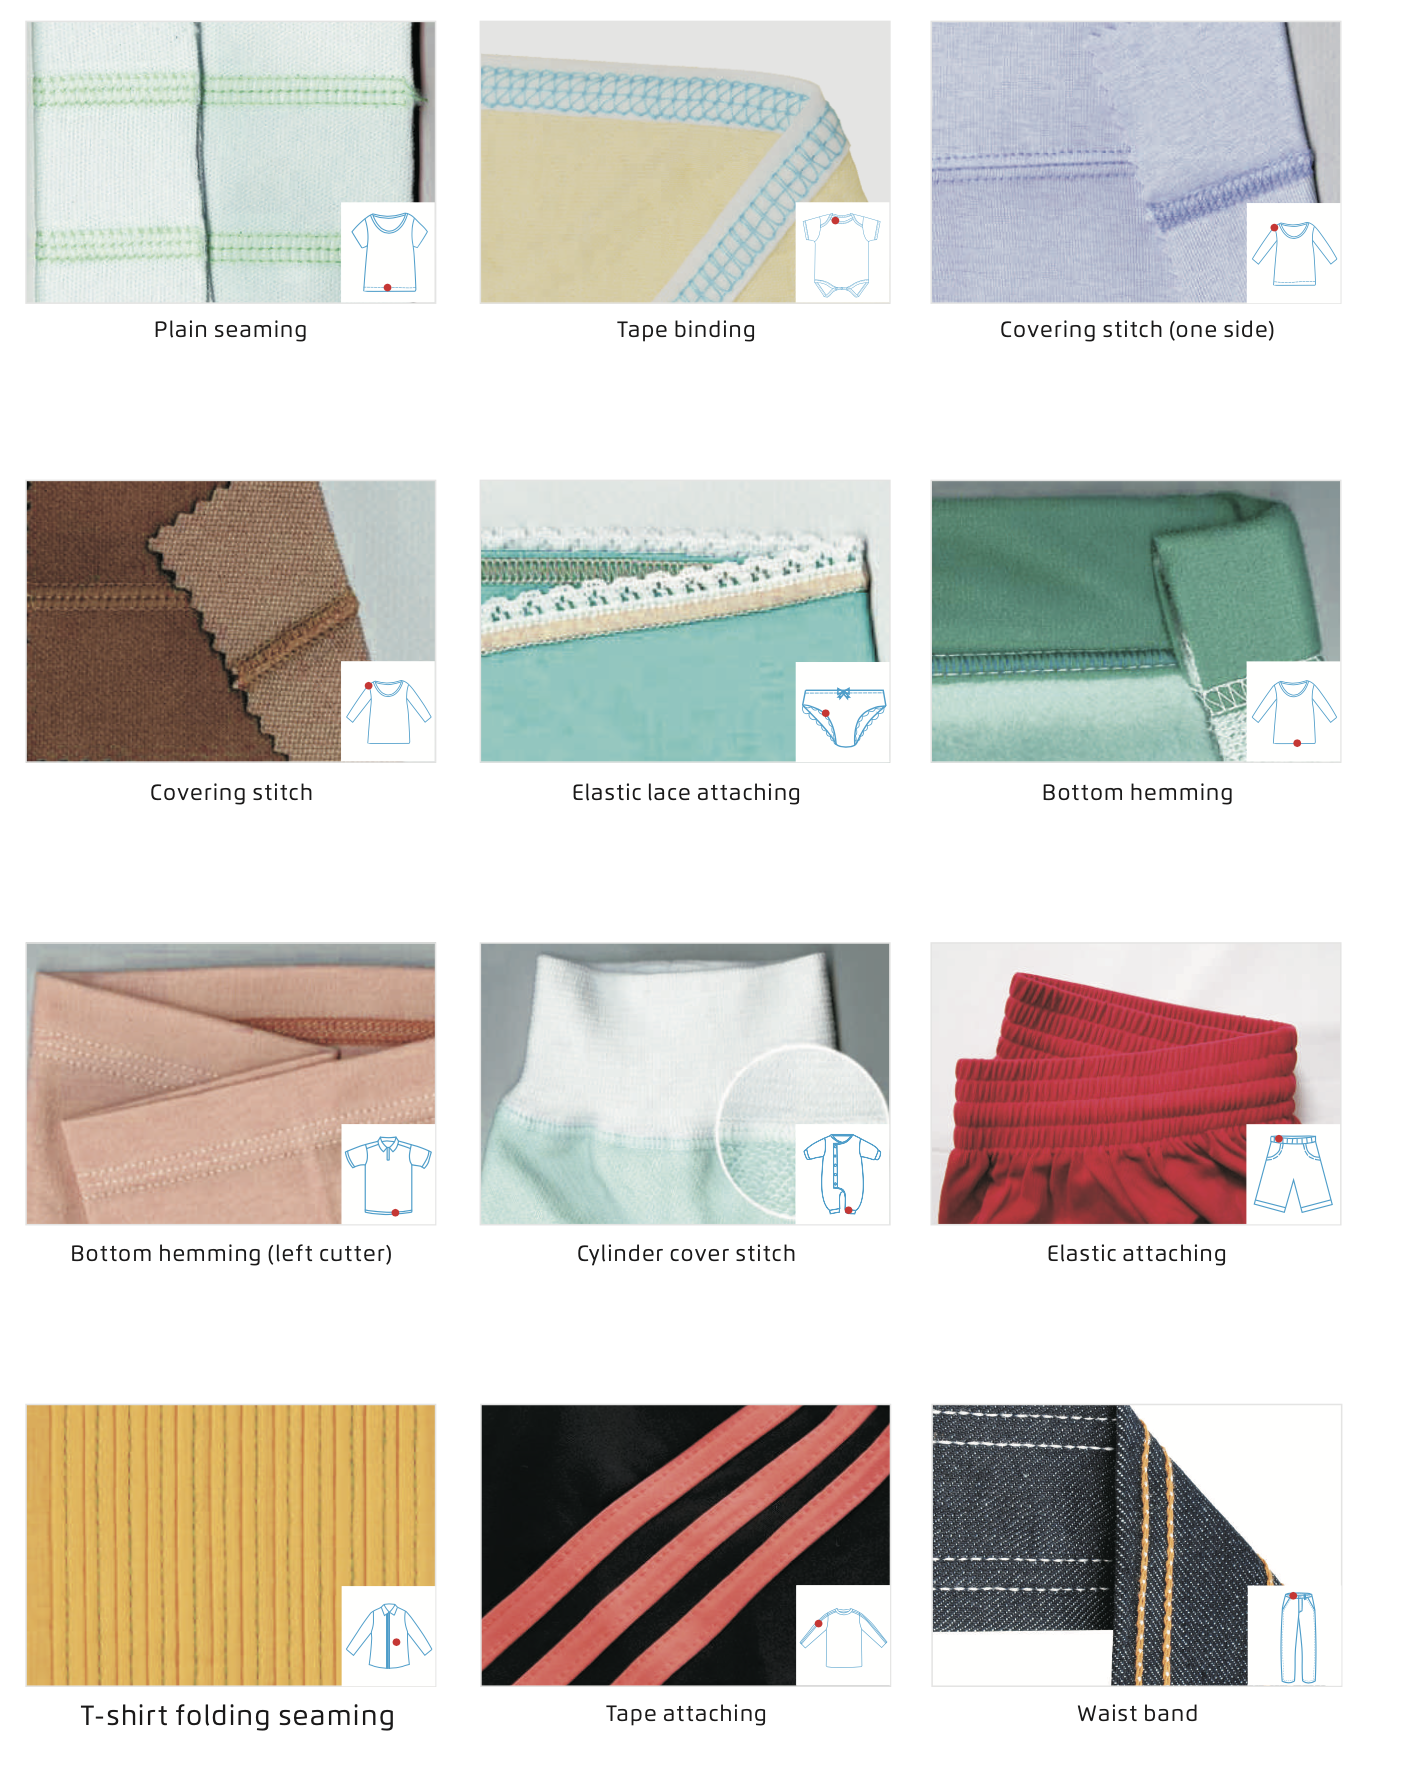 Plain seaming
Tape binding
Covering stitch (one side)
Covering stitch
Elastic lace attaching
Bottom hemming
Bottom hemming (left cutter)
Cylinder cover stitch
Elastic attaching
T-shirt folding seaming
Tape attaching
Waist band